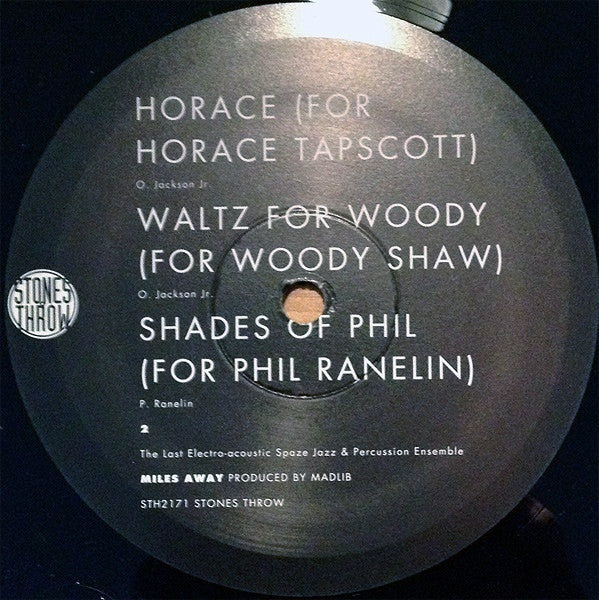 HORACE (FOR
HORACE TAPSCOTT)
O. Jackson Jr.
WALTZ FOR WOODY
(FOR WOODY SHAW)
O. Jackson Jr.
STONES
THROW
SHADES OF PHIL
(FOR PHIL RANELIN)
P. Ranelin
2
The Last Electro-acoustic Spaze Jazz & Percussion Ensemble
MILES AWAY PRODUCED BY MADLIB
STH2171 STONES THROW